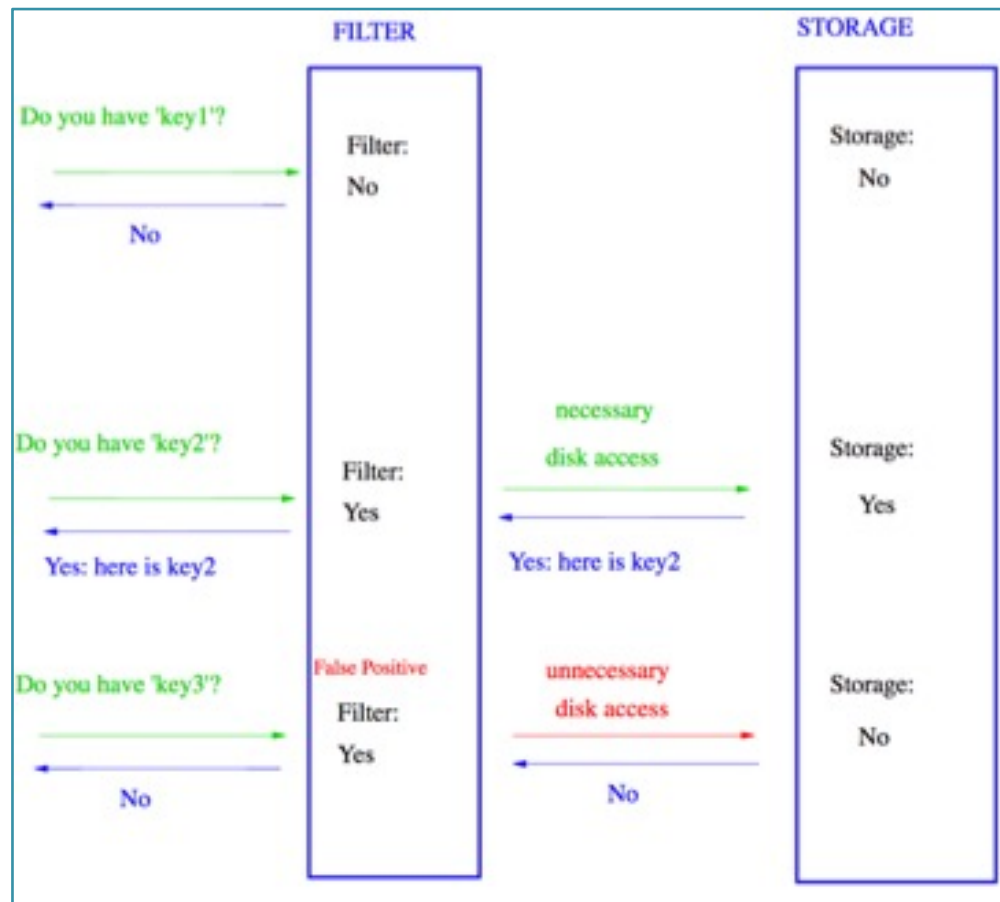 FILTER
STORAGE
Do you have 'key1'?
Filter:
No
Storage:
No
No
Do you have 'key2'?
Filter:
Yes
necessary
disk access
Storage:
Yes
Yes: here is key2
Yes: here is key2
Do you have 'key3'?
False Positive
Filter:
Yes
unnecessary
disk access
Storage:
No
No
No